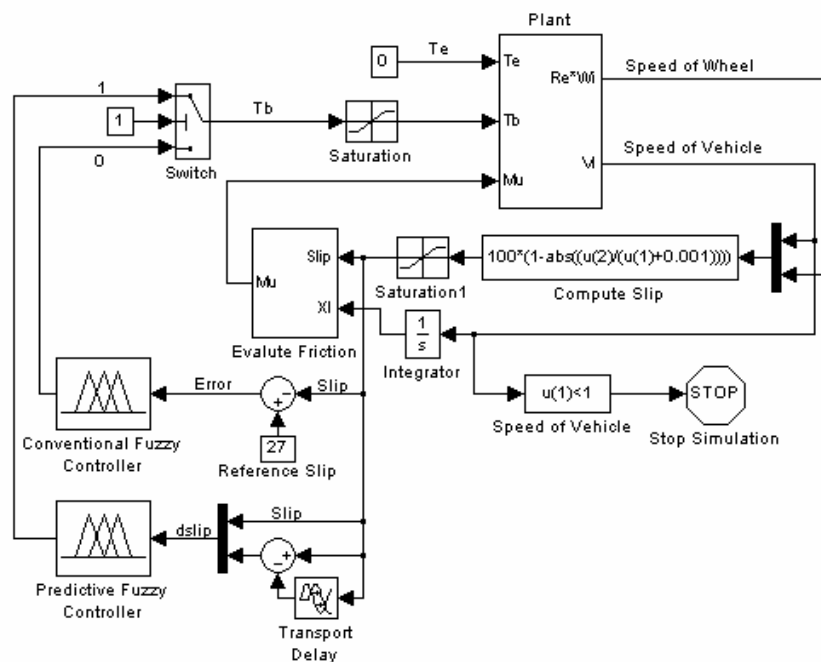 Plant
0
Te
Te
Re*Wi
Speed of Wheel
1
1
Tb
Tb
0
Switch
Saturation
Vi
Speed of Vehicle
Mu
Slip
Mu
Xl
Evalute Friction
Saturation1
100*(1-abs((u(2)/(u(1)+0.001))))
Compute Slip
1
s
Integrator
u(1)<1
Speed of Vehicle
STOP
Stop Simulation
Error
Slip
27
Reference Slip
Conventional Fuzzy
Controller
Slip
dslip
Predictive Fuzzy
Controller
Transport
Delay